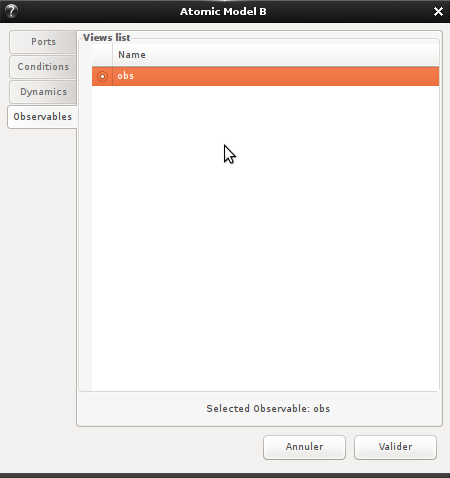 Atomic Model B
Ports
Conditions
Dynamics
Observables
Views list
Name
obs
Selected Observable: obs
Annuler
Valider